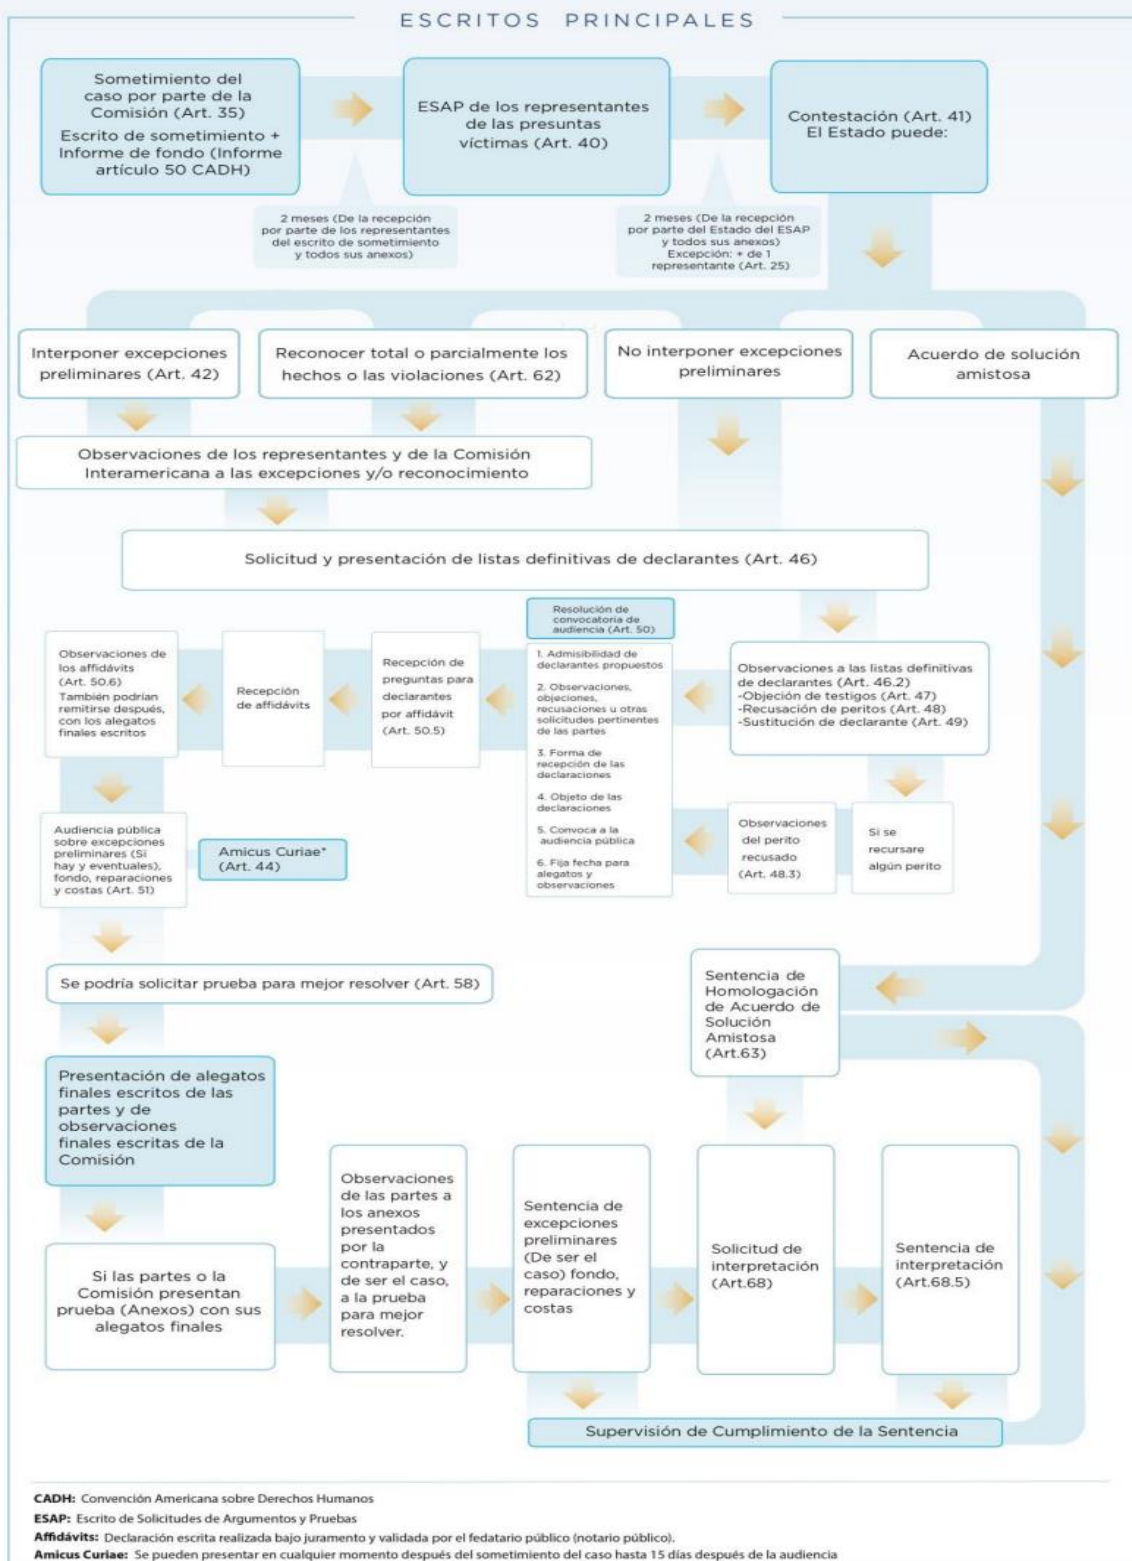 ESCRITOS PRINCIPALES
Sometimiento del
caso por parte de la
Comisión (Art. 35)
Escrito de sometimiento +
Informe de fondo (Informe
artículo 50 CADH)
ESAP de los representantes
de las presuntas
víctimas (Art. 40)
Contestación (Art. 41)
El Estado puede:
2 meses (De la recepción
por parte de los representantes
del escrito de sometimiento
y todos sus anexos)
2 meses (De la recepción
por parte del Estado del ESAP
y todos sus anexos)
Excepción: + de 1
representante (Art. 25)
Interponer excepciones
preliminares (Art. 42)
Reconocer total o parcialmente los
hechos o las violaciones (Art. 62)
No interponer excepciones
preliminares
Acuerdo de solución
amistosa
Observaciones de los representantes y de la Comisión
Interamericana a las excepciones y/o reconocimiento
Solicitud y presentación de listas definitivas de declarantes (Art. 46)
Observaciones a las listas definitivas
de declarantes (Art. 46.2)
-Objeción de testigos (Art. 47)
-Recusación de peritos (Art. 48)
-Sustitución de declarante (Art. 49)
Si se
recursare
algún perito
Observaciones
del perito
recusado
(Art. 48.3)
Resolución de
convocatoria de
audiencia (Art. 50)
1. Admisibilidad de
declarantes propuestos
2. Observaciones,
objeciones,
recusaciones u otras
solicitudes pertinentes
de las partes
3. Forma de
recepción de las
declaraciones
4. Objeto de las
declaraciones
5. Convoca a la
audiencia pública
6. Fija fecha para
alegatos y
observaciones
Recepción de
preguntas para
declarantes
por affidávit
(Art. 50.5)
Recepción
de affidávits
Observaciones de
los affidávits
(Art. 50.6)
También podrían
remitirse después,
con los alegatos
finales escritos
Audiencia pública
sobre excepciones
preliminares (Si
hay y eventuales),
fondo, reparaciones
y costas (Art. 51)
Amicus Curiae*
(Art. 44)
Se podría solicitar prueba para mejor resolver (Art. 58)
Sentencia de
Homologación
de Acuerdo de
Solución
Amistosa
(Art.63)
Presentación de alegatos
finales escritos de las
partes y de
observaciones
finales escritas de la
Comisión
Si las partes o la
Comisión presentan
prueba (Anexos) con sus
alegatos finales
Observaciones
de las partes a
los anexos
presentados
por la
contraparte, y
de ser el caso,
a la prueba
para mejor
resolver.
Sentencia de
excepciones
preliminares
(De ser el
caso) fondo,
reparaciones y
costas
Solicitud de
interpretación
(Art.68)
Sentencia de
interpretación
(Art.68.5)
Supervisión de Cumplimiento de la Sentencia
CADH: Convención Americana sobre Derechos Humanos
ESAP: Escrito de Solicitudes de Argumentos y Pruebas
Affidávits: Declaración escrita realizada bajo juramento y validada por el fedatario público (notario público).
Amicus Curiae: Se pueden presentar en cualquier momento después del sometimiento del caso hasta 15 días después de la audiencia